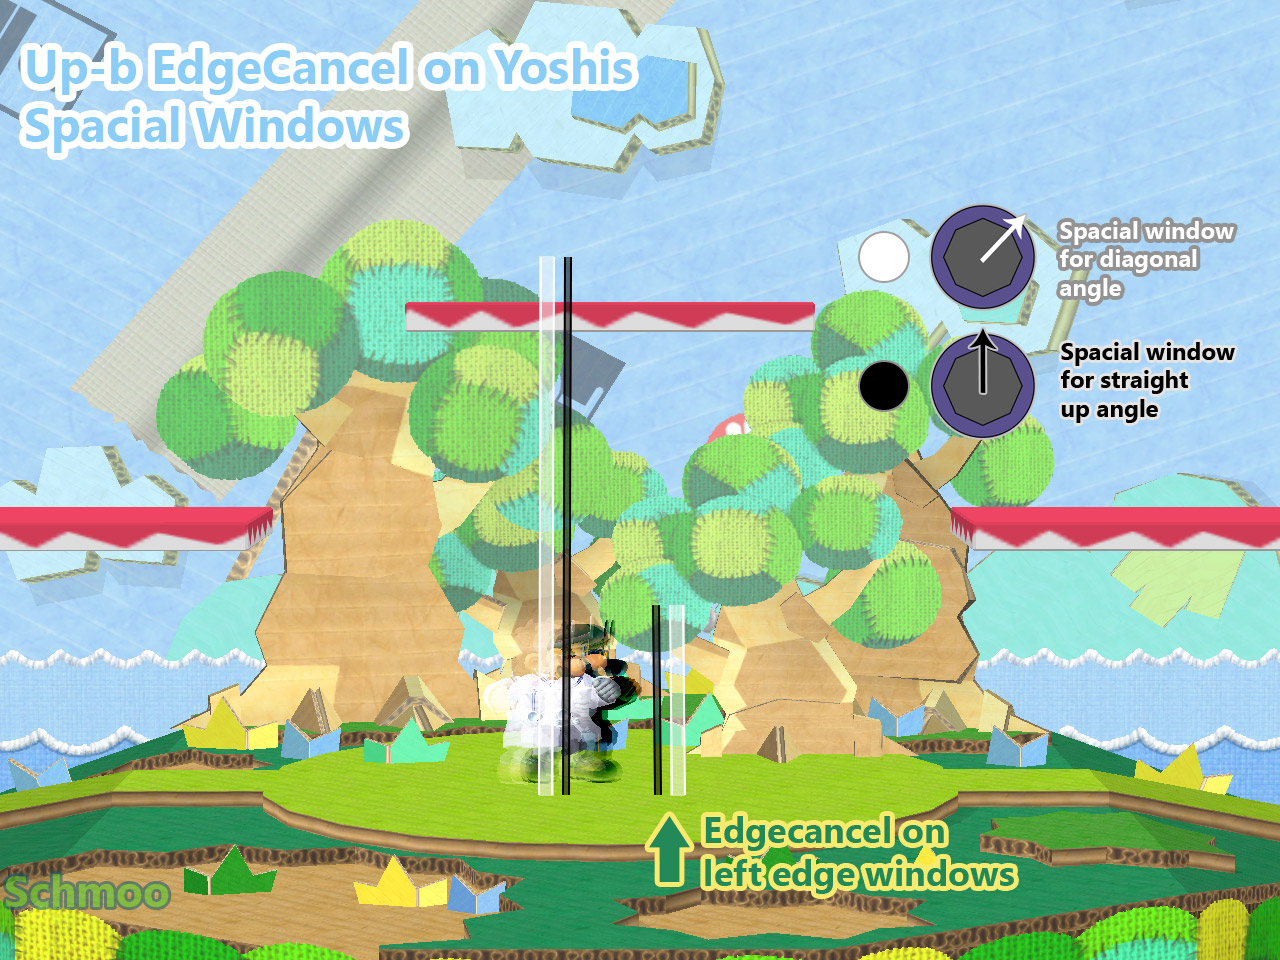 Up-b EdgeCancel on Yoshis
Spacial Windows
Spacial window
for diagonal
angle
Spacial window
for straight
up angle
Edgecancel on
left edge windows
Schmoo